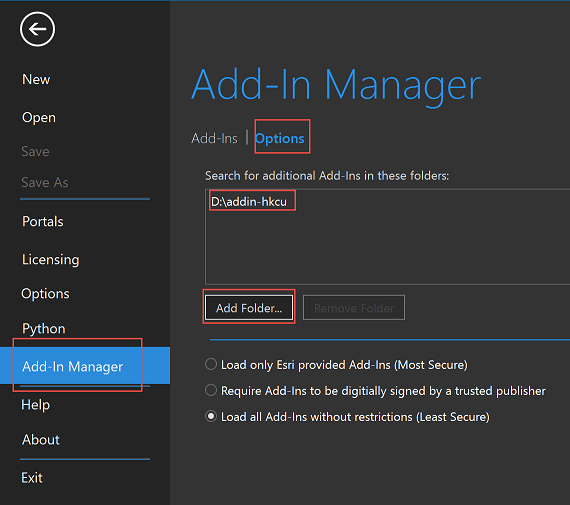 New
Open
Save
Save As
Portals
Licensing
Options
Python
Add-In Manager
Help
About
Exit
Add-In Manager
Add-Ins | Options
Search for additional Add-Ins in these folders:
D:\addin-hkcu
Add Folder... Remove Folder
Load only Esri provided Add-Ins (Most Secure)
Require Add-Ins to be digitially signed by a trusted publisher
Load all Add-Ins without restrictions (Least Secure)